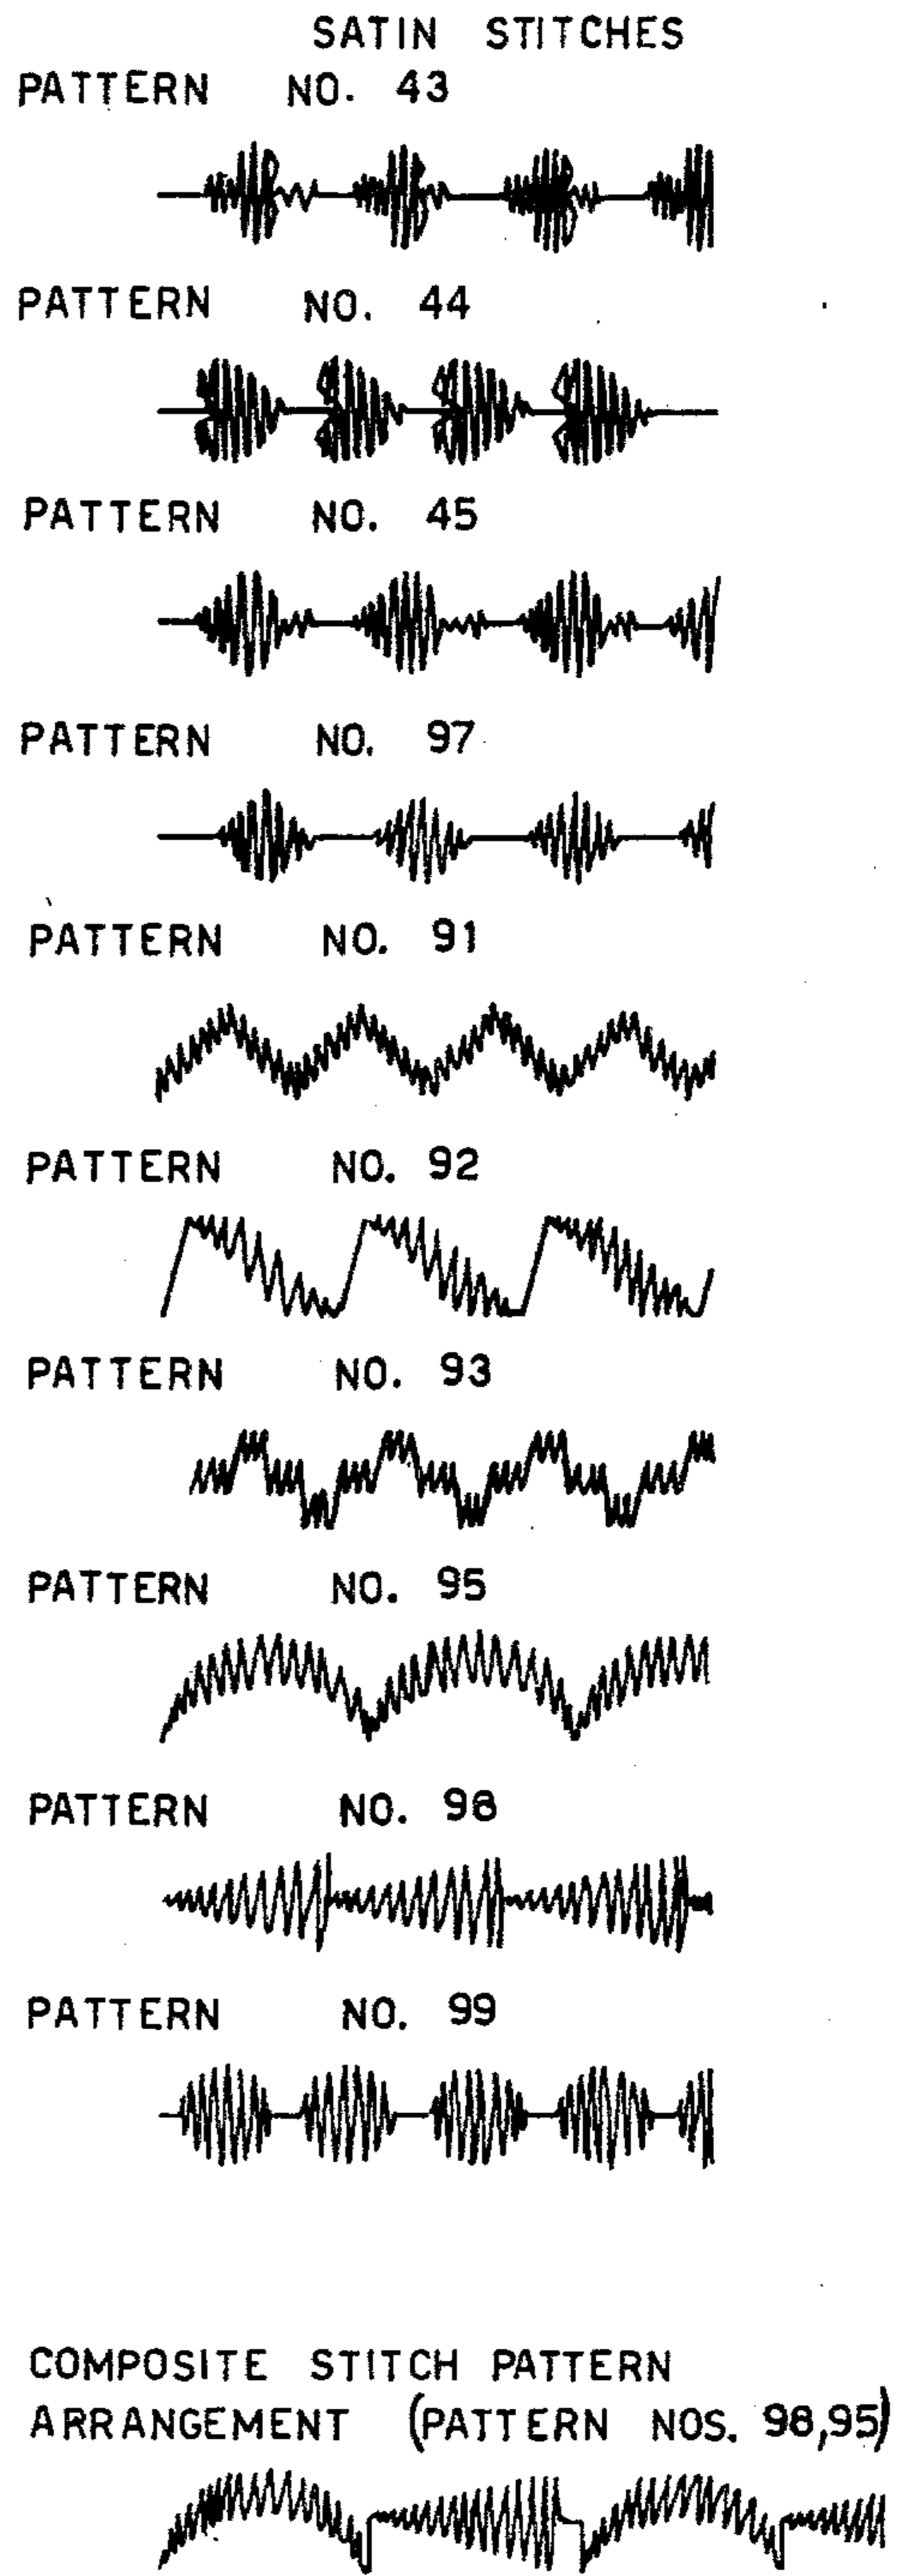 SATIN STITCHES
PATTERN NO. 43
PATTERN NO. 44
PATTERN NO. 45
PATTERN NO. 97
PATTERN NO. 91
PATTERN NO. 92
PATTERN NO. 93
PATTERN NO. 95
PATTERN NO. 98
PATTERN NO. 99
COMPOSITE STITCH PATTERN
ARRANGEMENT (PATTERN NOS. 98,95)